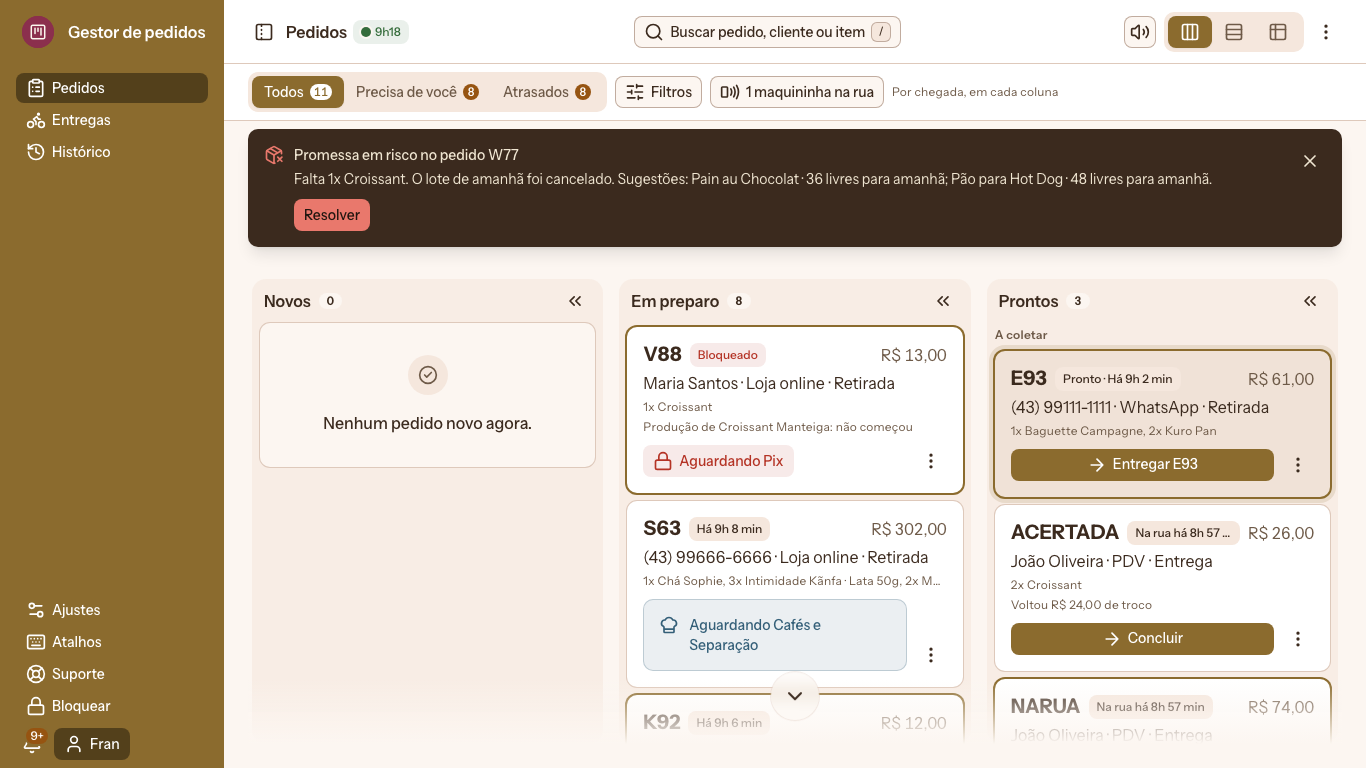 Gestor de pedidos
Pedidos
Entregas
Histórico
Ajustes
Atalhos
Suporte
Bloquear
9+
Fran
Pedidos
9h18
Buscar pedido, cliente ou item /
Todos 11
Precisa de você 8
Atrasados 8
Filtros
1 maquininha na rua
Por chegada, em cada coluna
Promessa em risco no pedido W77
Falta 1x Croissant. O lote de amanhã foi cancelado. Sugestões: Pain au Chocolat · 36 livres para amanhã; Pão para Hot Dog · 48 livres para amanhã.
Resolver
Novos 0
Nenhum pedido novo agora.
Em preparo 8
V88 Bloqueado R$ 13,00
Maria Santos · Loja online · Retirada
1x Croissant
Produção de Croissant Manteiga: não começou
Aguardando Pix
S63 Há 9h 8 min R$ 302,00
(43) 99666-6666 · Loja online · Retirada
1x Chá Sophie, 3x Intimidade Kãnfa · Lata 50g, 2x M...
Aguardando Cafés e
Separação
K92 Há 9h 6 min R$ 12,00
Prontos 3
A coletar
E93 Pronto · Há 9h 2 min R$ 61,00
(43) 99111-1111 · WhatsApp · Retirada
1x Baguette Campagne, 2x Kuro Pan
Entregar E93
ACERTADA Na rua há 8h 57 ... R$ 26,00
João Oliveira · PDV · Entrega
2x Croissant
Voltou R$ 24,00 de troco
Concluir
NARUA Na rua há 8h 57 min R$ 74,00
João Oliveira · PDV · Entrega